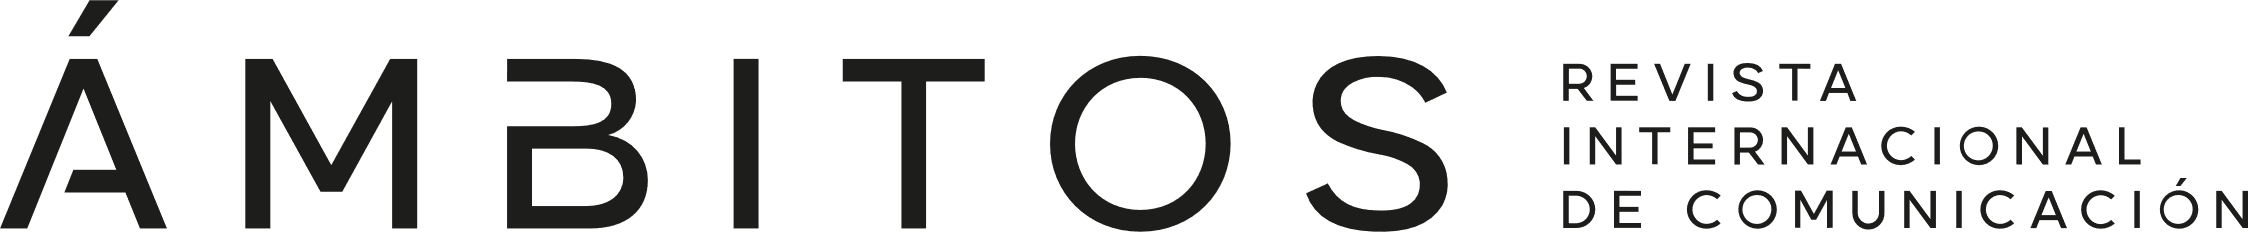 ÁMBITOS
REVISTA
INTERNACIONAL
DE COMUNICACIÓN